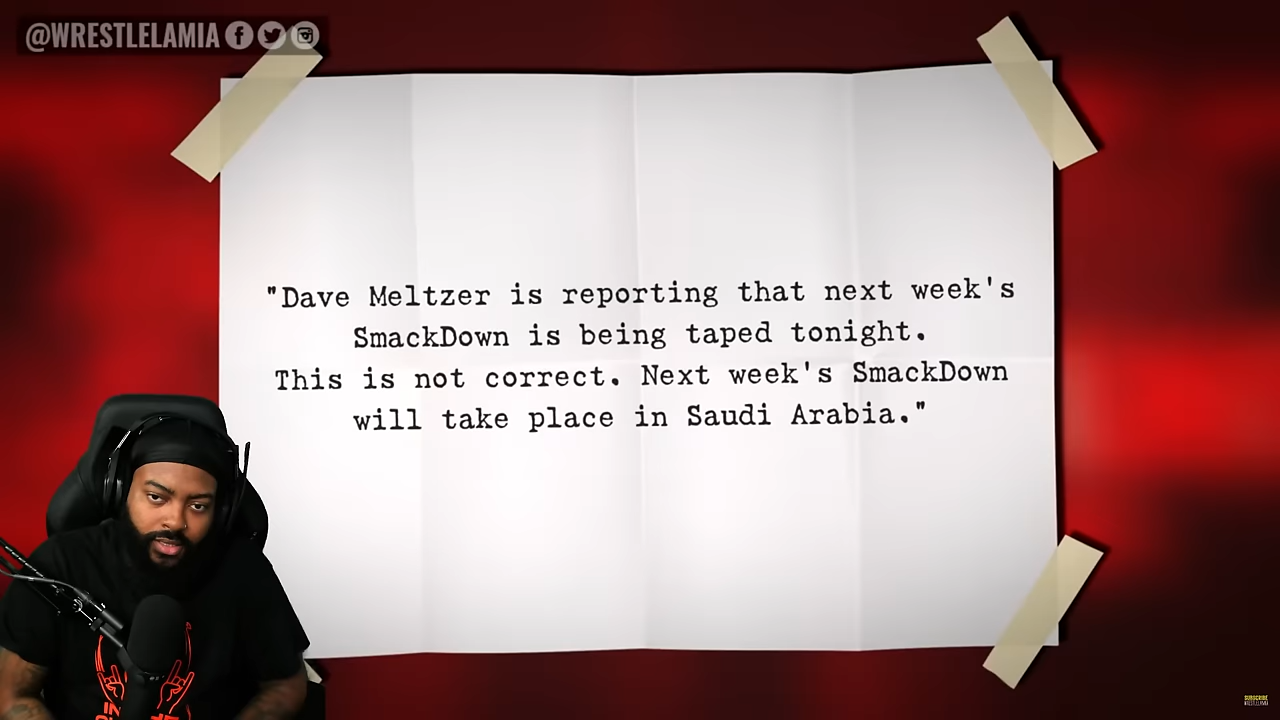 @WRESTLELAMIA
"Dave Meltzer is reporting that next week's
SmackDown is being taped tonight.
This is not correct. Next week's SmackDown
will take place in Saudi Arabia."
SUBSCRIBE